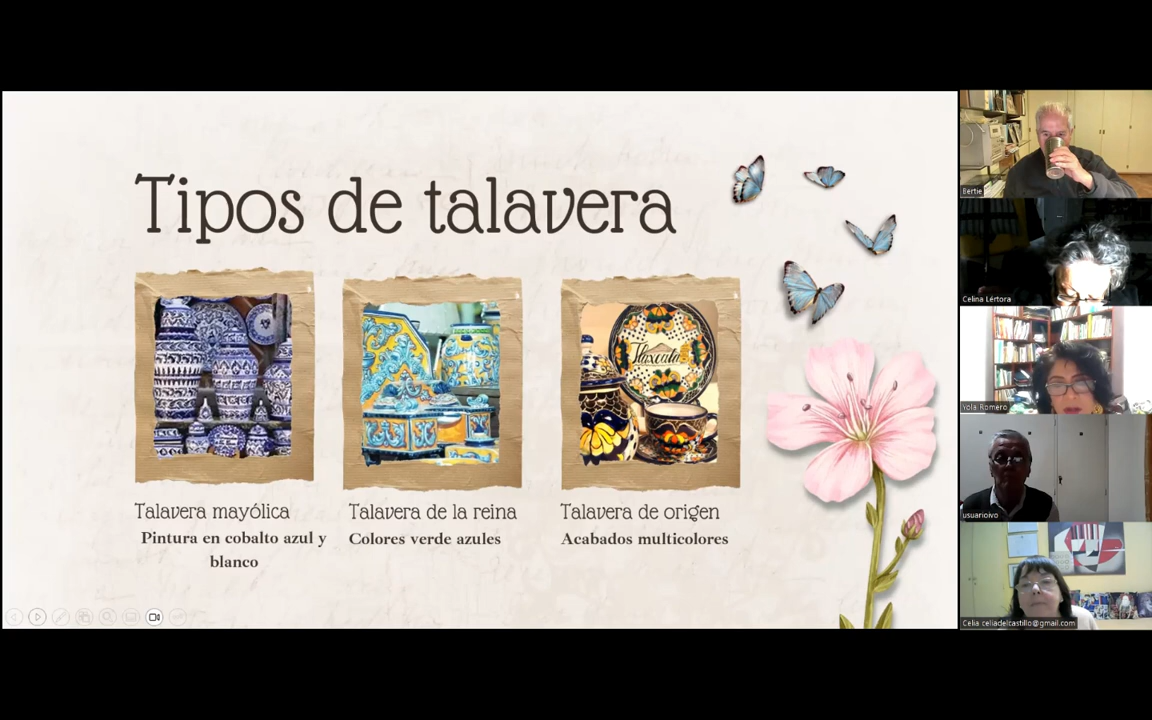 Tipos de talavera
Tlaxcala
Talavera mayólica
Pintura en cobalto azul y
blanco
Talavera de la reina
Colores verde azules
Talavera de origen
Acabados multicolores
Bertie
Celina Lértora
Yola Romero
usuarioivo
Celia celiadelcastillo@gmail.com